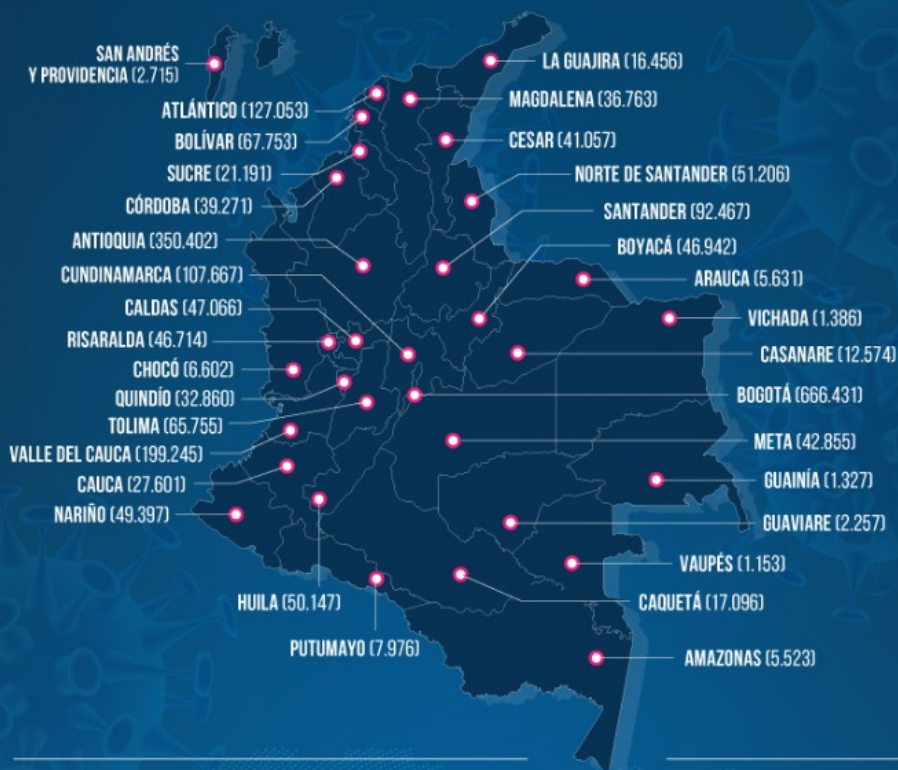 SAN ANDRÉS
Y PROVIDENCIA (2.715)
ATLÁNTICO (127.053)
BOLÍVAR (67.753)
SUCRE (21.191)
CÓRDOBA (39.271)
ANTIOQUIA (350.402)
CUNDINAMARCA (107.667)
CALDAS (47.066)
RISARALDA (46.714)
CHOCÓ (6.602)
QUINDÍO (32.860)
TOLIMA (65.755)
VALLE DEL CAUCA (199.245)
CAUCA (27.601)
NARIÑO (49.397)
HUILA (50.147)
PUTUMAYO (7.976)
LA GUAJIRA (16.456)
MAGDALENA (36.763)
CESAR (41.057)
NORTE DE SANTANDER (51.206)
SANTANDER (92.467)
BOYACÁ (46.942)
ARAUCA (5.631)
VICHADA (1.386)
CASANARE (12.574)
BOGOTÁ (666.431)
META (42.855)
GUAINÍA (1.327)
GUAVIARE (2.257)
VAUPÉS (1.153)
CAQUETÁ (17.096)
AMAZONAS (5.523)